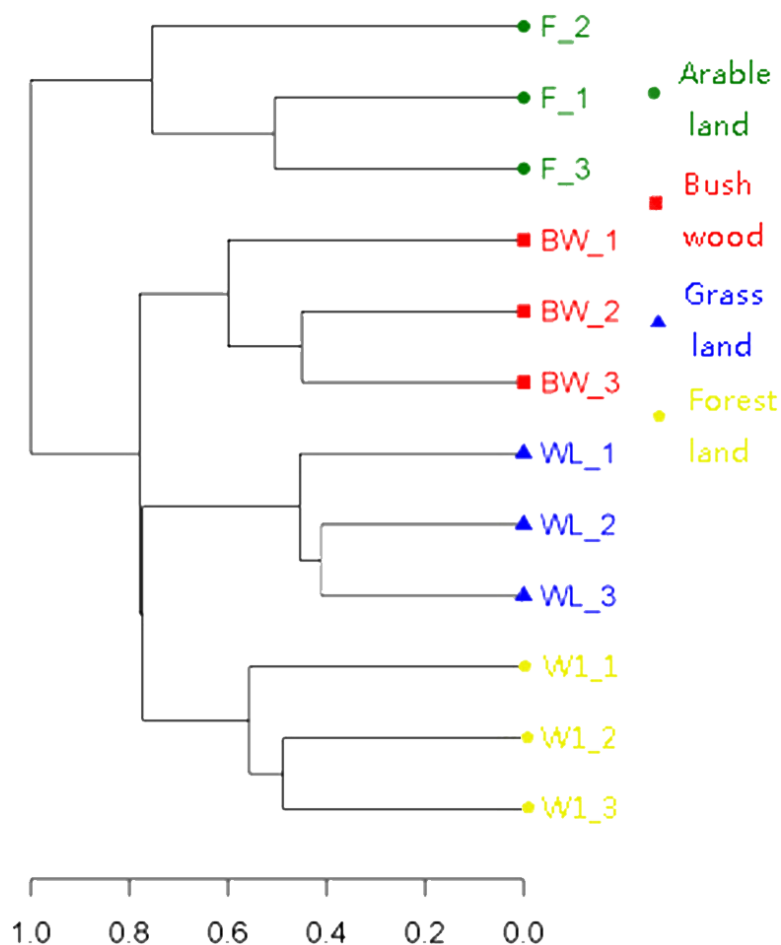 F_2
F_1
F_3
BW_1
BW_2
BW_3
WL_1
WL_2
WL_3
W1_1
W1_2
W1_3
Arable
land
Bush
wood
Grass
land
Forest
land
1.0 0.8 0.6 0.4 0.2 0.0